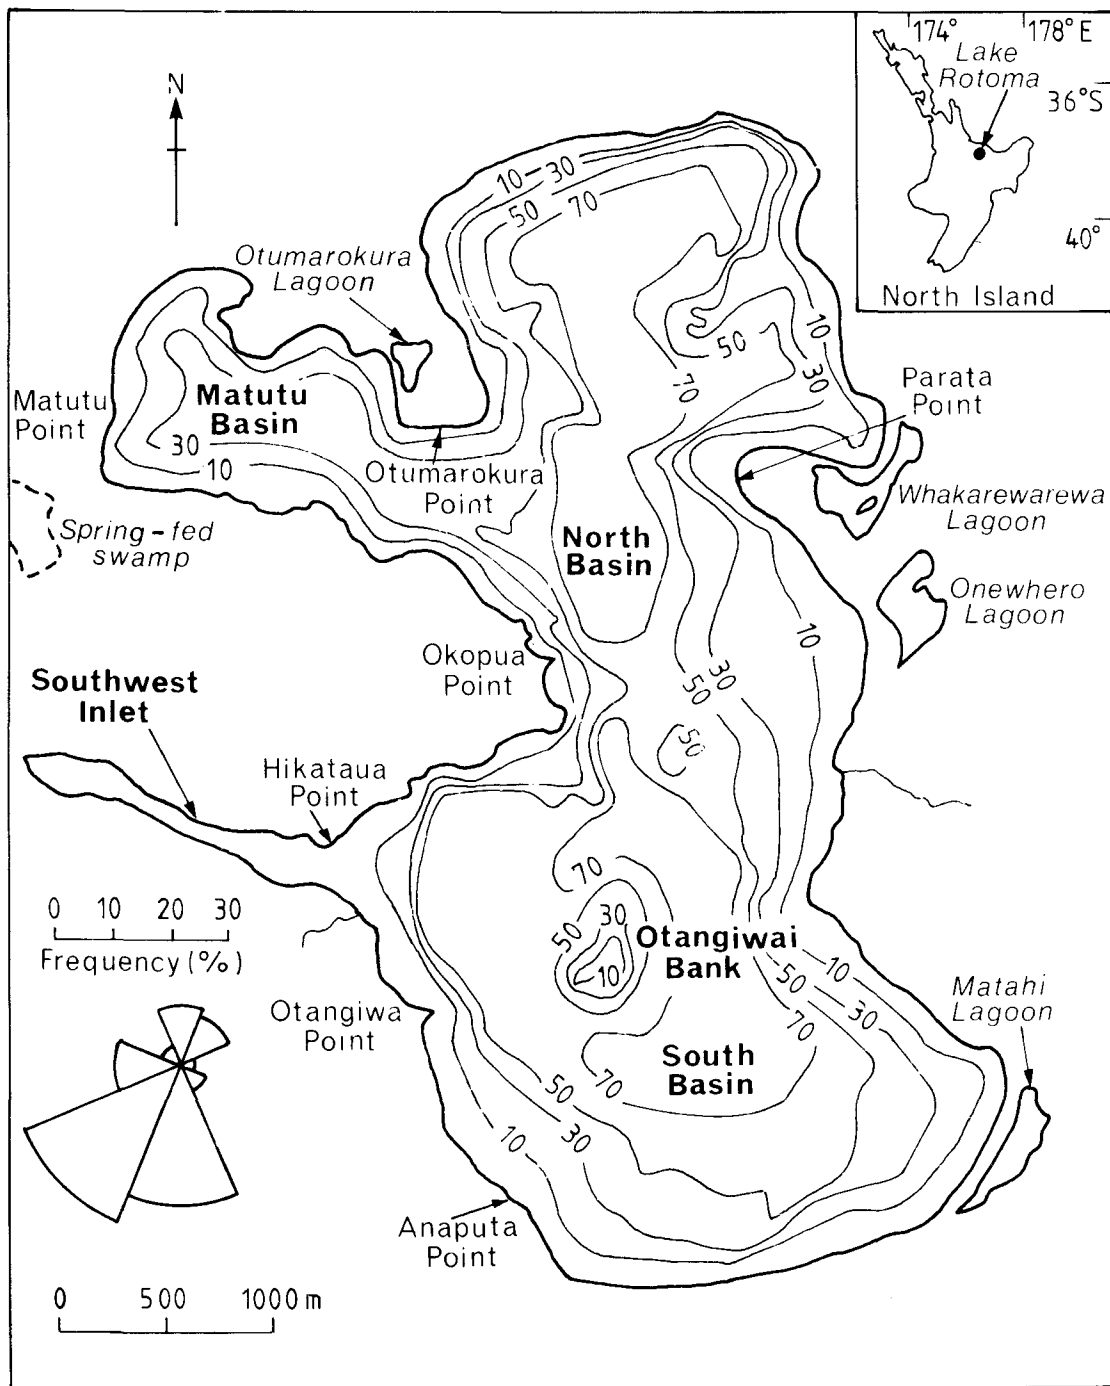 N
174°
178° E
Lake
Rotoma
36°S
40°
North Island
10
30
50
70
Otumarokura
Lagoon
10
50
30
70
Matutu
Point
Matutu
Basin
30
10
Otumarokura
Point
Parata
Point
Whakarewarewa
Lagoon
Spring-fed
swamp
North
Basin
Onewhero
Lagoon
10
30
50
Okopua
Point
Southwest
Inlet
50
Hikataua
Point
70
0 10 20 30
Frequency (%)
30
50
10
Otangiwai
Bank
10
30
50
70
Matahi
Lagoon
Otangiwa
Point
South
Basin
70
50
30
10
Anaputa
Point
0 500 1000 m